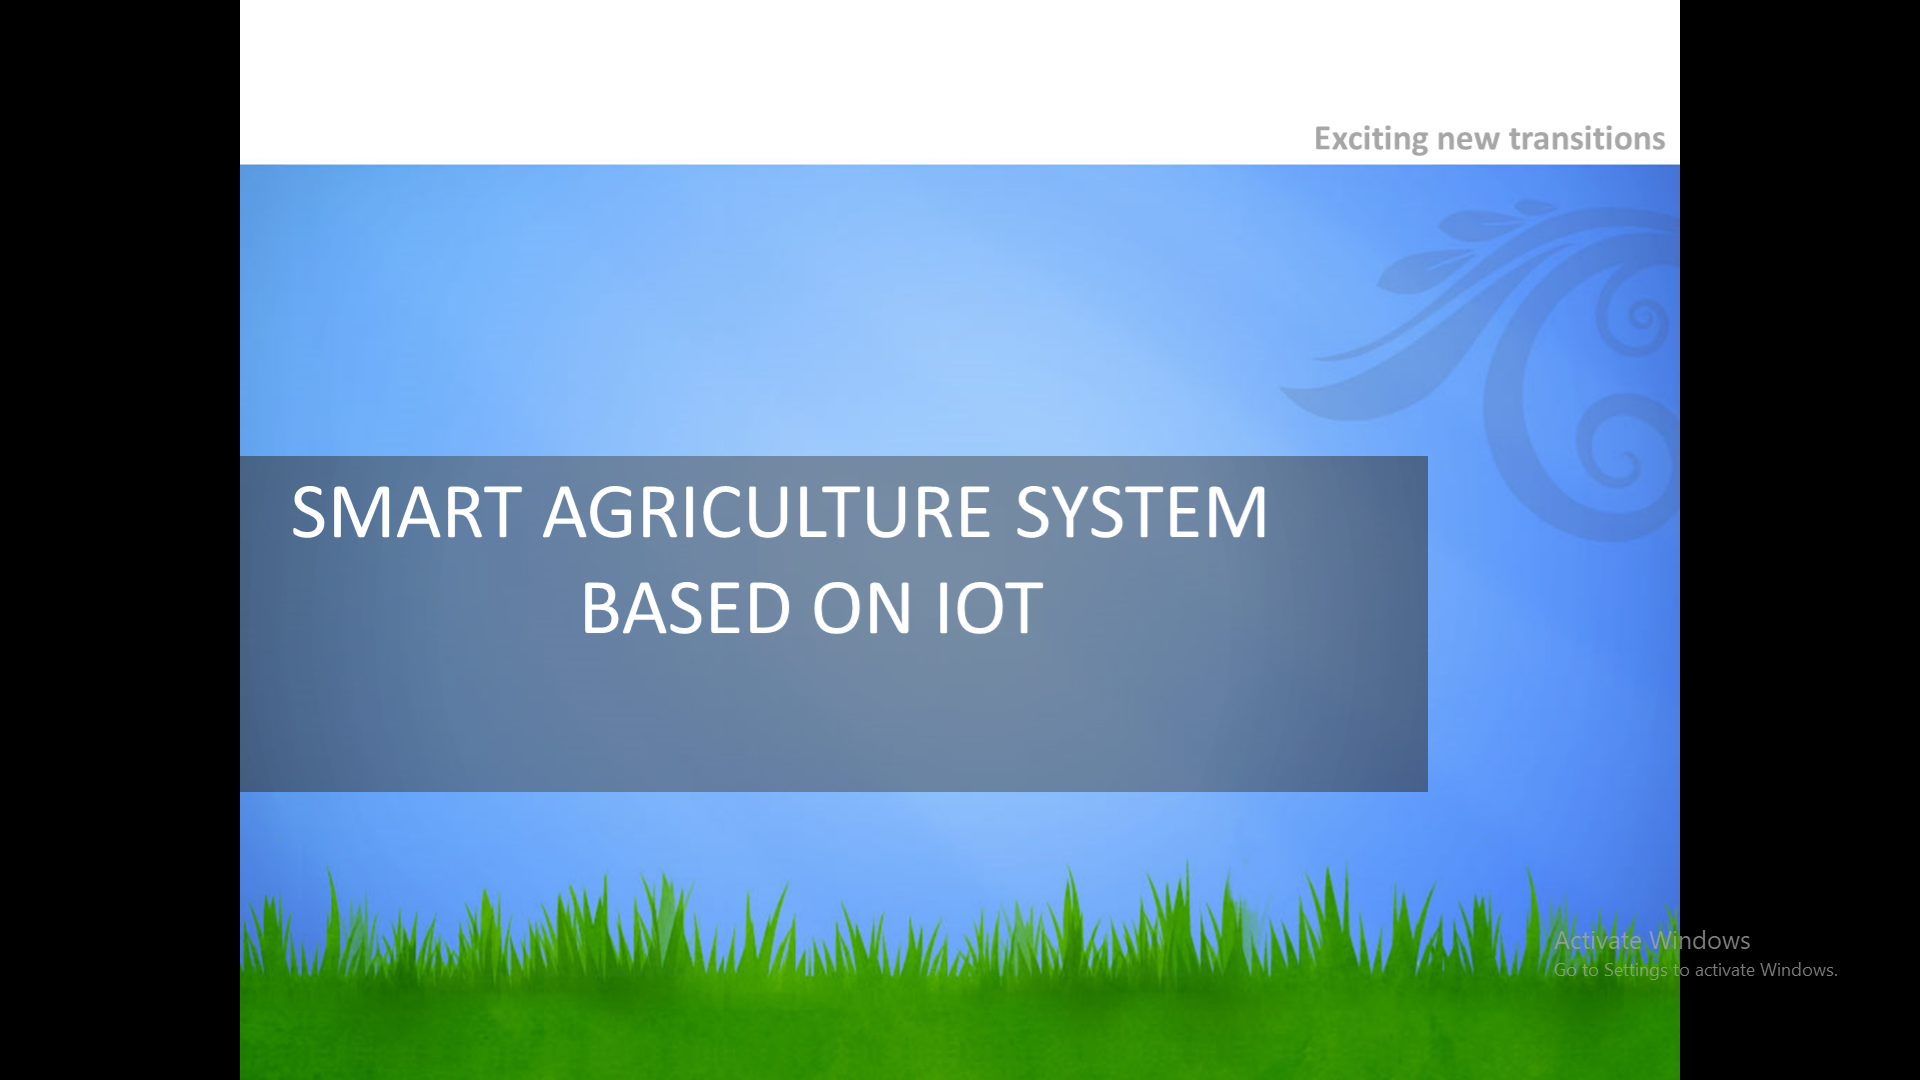 Exciting new transitions
SMART AGRICULTURE SYSTEM
BASED ON IOT
Activate Windows
Go to Settings to activate Windows.